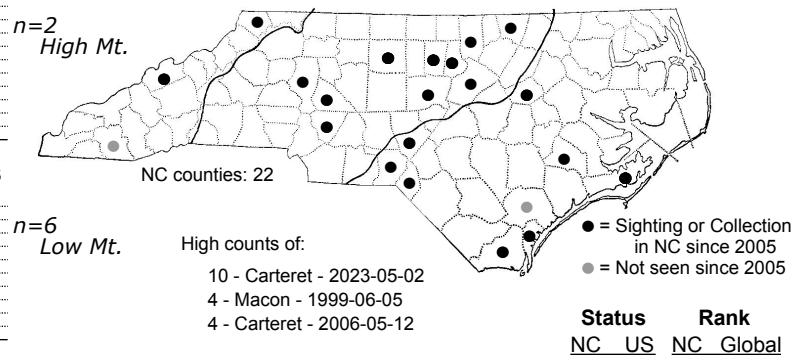 n=2
High Mt.
NC counties: 22
n=6
Low Mt.
High counts of:
10 - Carteret - 2023-05-02
4 - Macon - 1999-06-05
4 - Carteret - 2006-05-12
= Sighting or Collection
in NC since 2005
= Not seen since 2005
Status Rank
NC US NC Global